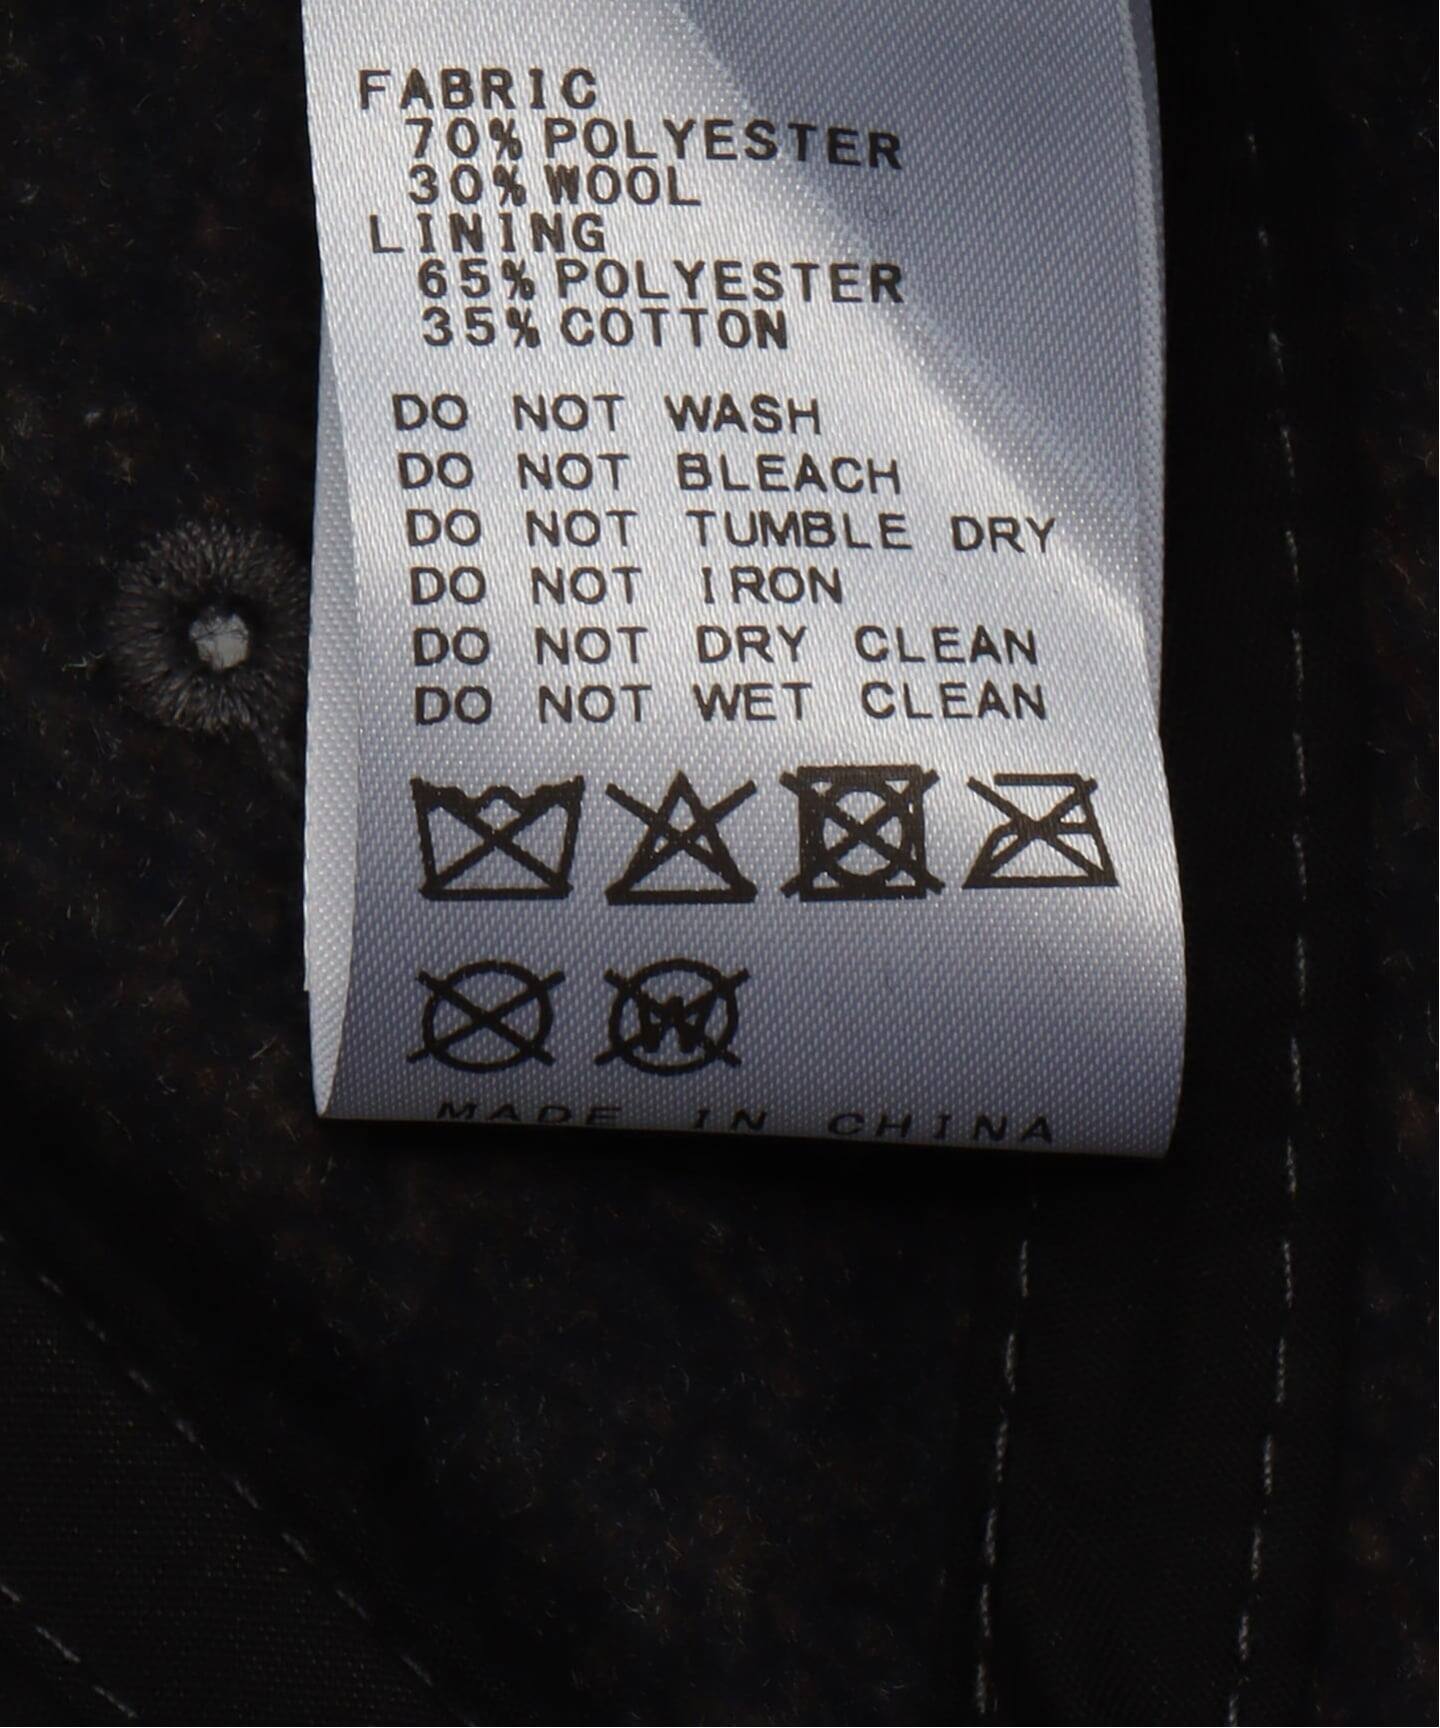 FABRIC
70% POLYESTER
30% WOOL
LINING
65% POLYESTER
35% COTTON
DO NOT WASH
DO NOT BLEACH
DO NOT TUMBLE DRY
DO NOT IRON
DO NOT DRY CLEAN
DO NOT WET CLEAN
W
MADE IN CHINA